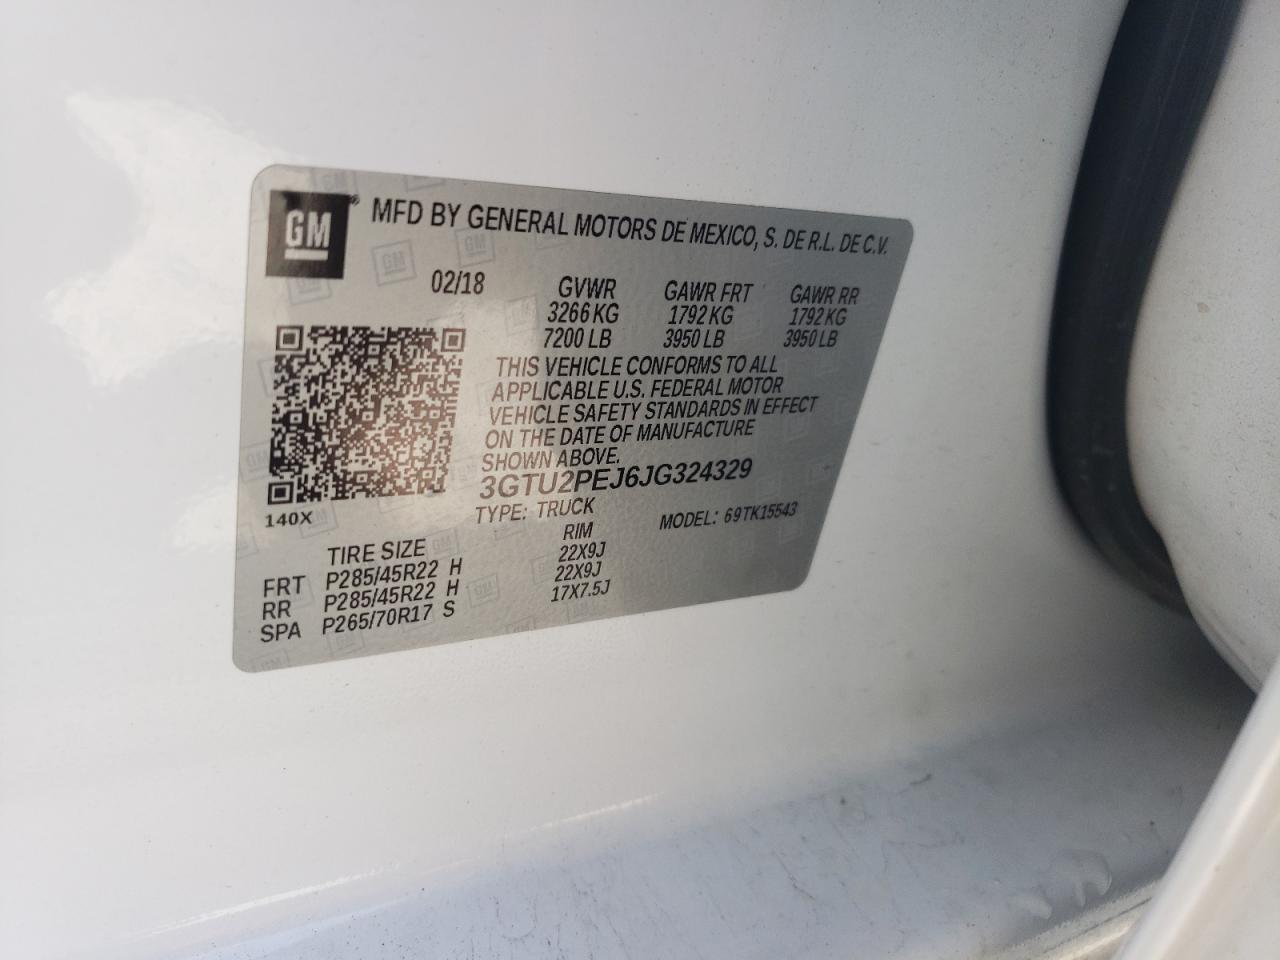 GM® MFD BY GENERAL MOTORS DE MEXICO, S. DE R.L. DE C.V.
02/18 GVWR GAWR FRT GAWR RR
3266 KG 1792 KG 1792 KG
7200 LB 3950 LB 3950 LB
THIS VEHICLE CONFORMS TO ALL
APPLICABLE U.S. FEDERAL MOTOR
VEHICLE SAFETY STANDARDS IN EFFECT
ON THE DATE OF MANUFACTURE
SHOWN ABOVE.
3GTU2PEJ6JG324329
140X TYPE: TRUCK MODEL: 69TK15543
TIRE SIZE RIM
FRT P285/45R22 H 22X9J
RR P285/45R22 H 22X9J
SPA P265/70R17 S 17X7.5J